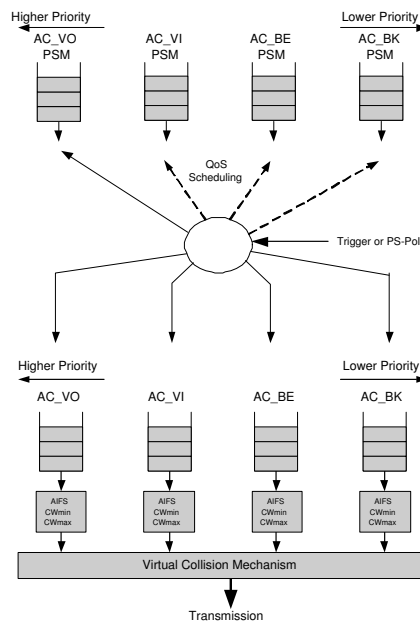 Higher Priority Lower Priority
AC_VO AC_VI AC_BE AC_BK
PSM PSM PSM PSM
QoS
Scheduling
Trigger or PS-Poll
Higher Priority Lower Priority
AC_VO AC_VI AC_BE AC_BK
AIFS AIFS AIFS AIFS
CWmin CWmin CWmin CWmin
CWmax CWmax CWmax CWmax
Virtual Collision Mechanism
Transmission